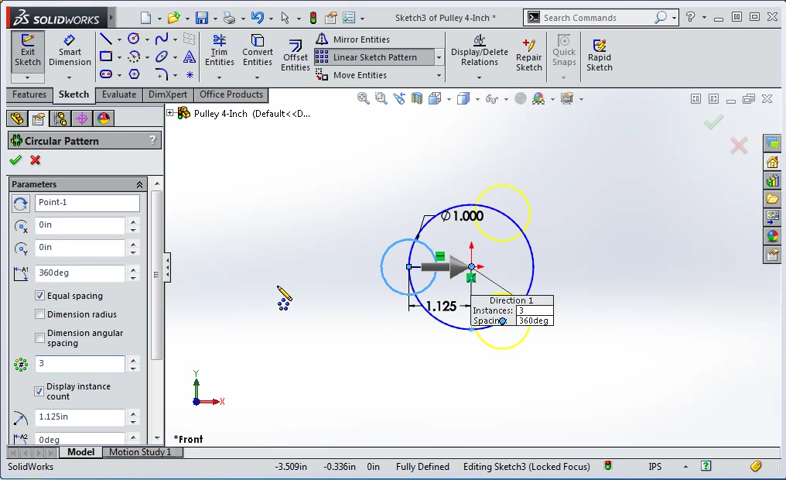 SOLIDWORKS
Sketch3 of Pulley 4-Inch *
Search Commands
Exit Sketch
Smart Dimension
Trim Entities
Convert Entities
Offset Entities
Mirror Entities
Linear Sketch Pattern
Move Entities
Display/Delete Relations
Repair Sketch
Quick Snaps
Rapid Sketch
Features
Sketch
Evaluate
DimXpert
Office Products
Pulley 4-Inch (Default<<D...
Circular Pattern
?
Parameters
Point-1
0in
0in
360deg
Equal spacing
Dimension radius
Dimension angular spacing
3
Display instance count
1.125in
0deg
Ø1.000
1.125
Direction 1
Instances: 3
Spacing: 360deg
Y
X
*Front
Model
Motion Study 1
SolidWorks
-3.509in
-0.336in
0in
Fully Defined
Editing Sketch3 (Locked Focus)
IPS